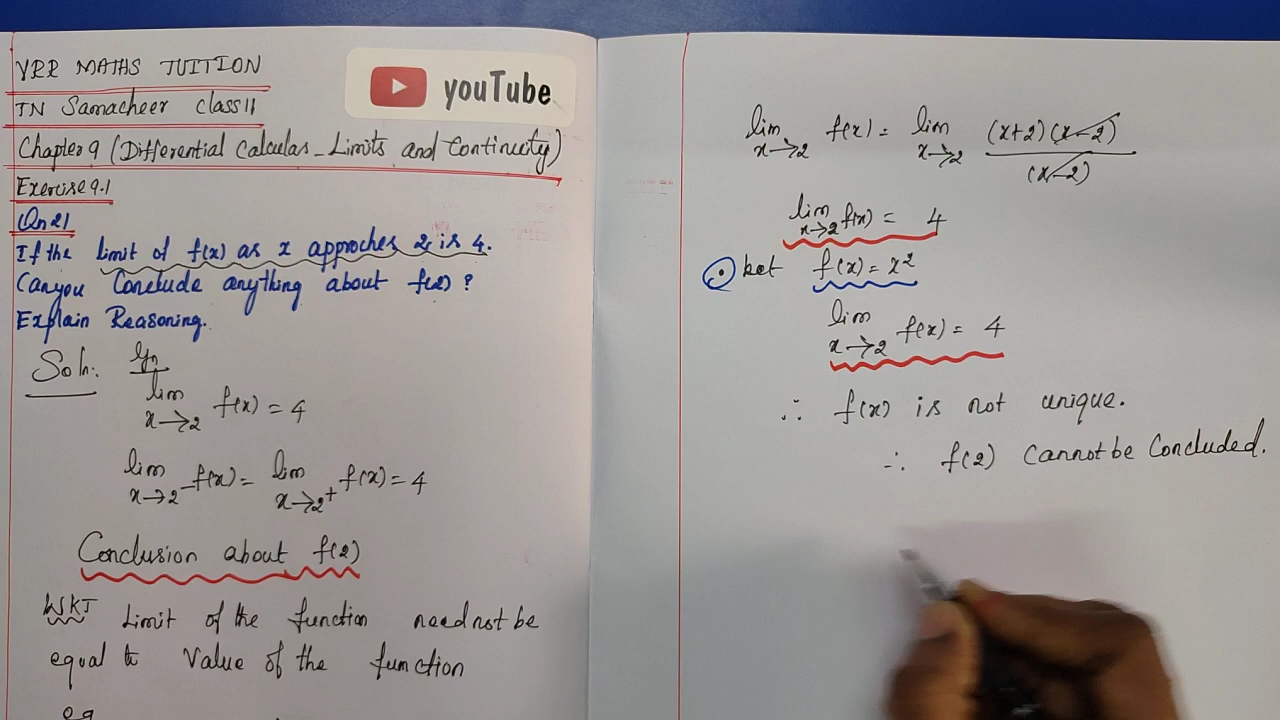 VRR MATHS TUITION
youTube
TN Samacheer class 11
Chapter 9 (Differential Calculas - Limits and Continuity)
Exercise 9.1
Qn 21
If the limit of f(x) as x approches 2, is 4.
Can you Conclude anything about f(2) ?
Explain Reasoning.
Soln: Gn
lim x→2 f(x) = 4
lim x→2⁻ f(x) = lim x→2⁺ f(x) = 4
Conclusion about f(2)
WKT Limit of the function need not be
equal to Value of the function
eg
lim x→2 f(x) = lim x→2 (x+2)(x-2) / (x-2)
lim x→2 f(x) = 4
Let f(x) = x²
lim x→2 f(x) = 4
∴ f(x) is not unique.
∴ f(2) cannot be Concluded.